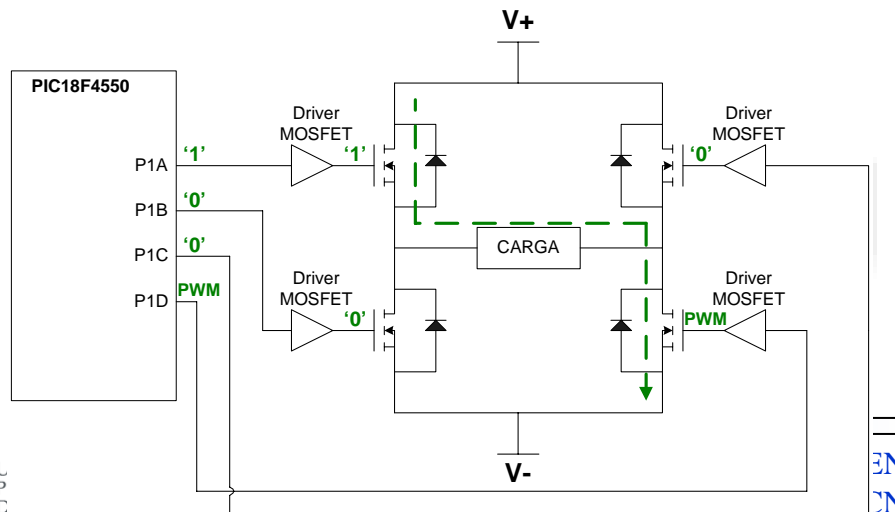 V+
PIC18F4550
Driver
MOSFET
Driver
MOSFET
P1A
‘1’
‘1’
‘0’
P1B
‘0’
P1C
‘0’
CARGA
P1D
PWM
Driver
MOSFET
‘0’
Driver
MOSFET
PWM
V-